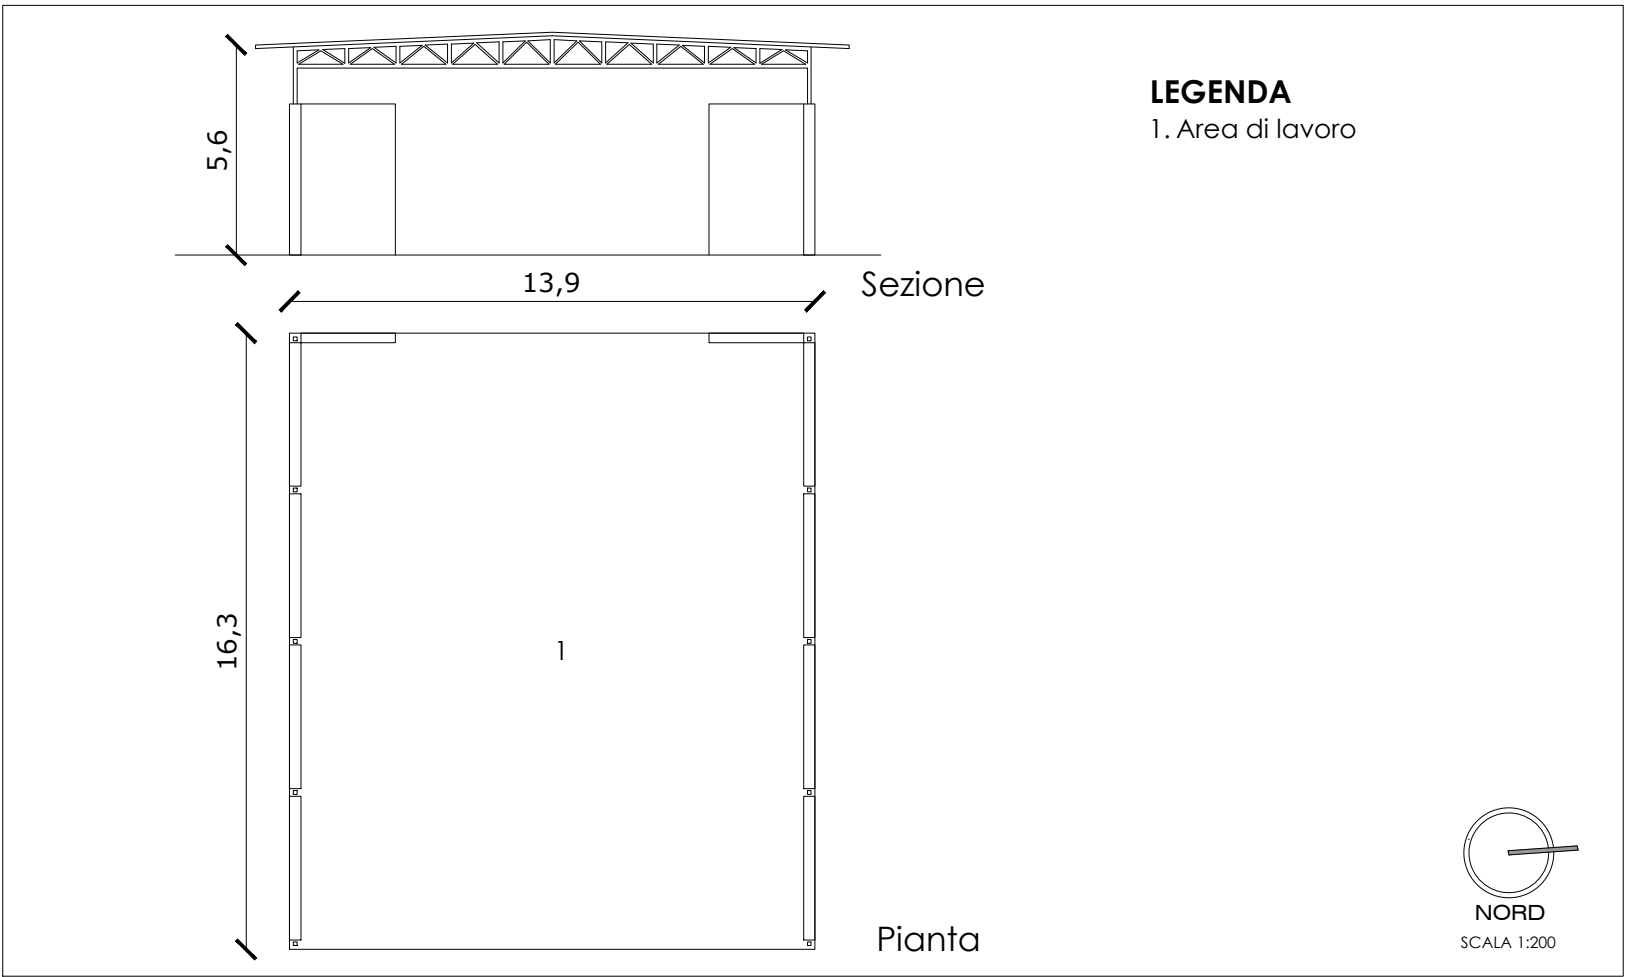 LEGENDA
1. Area di lavoro
5,6
13,9
Sezione
16,3
1
Pianta
NORD
SCALA 1:200